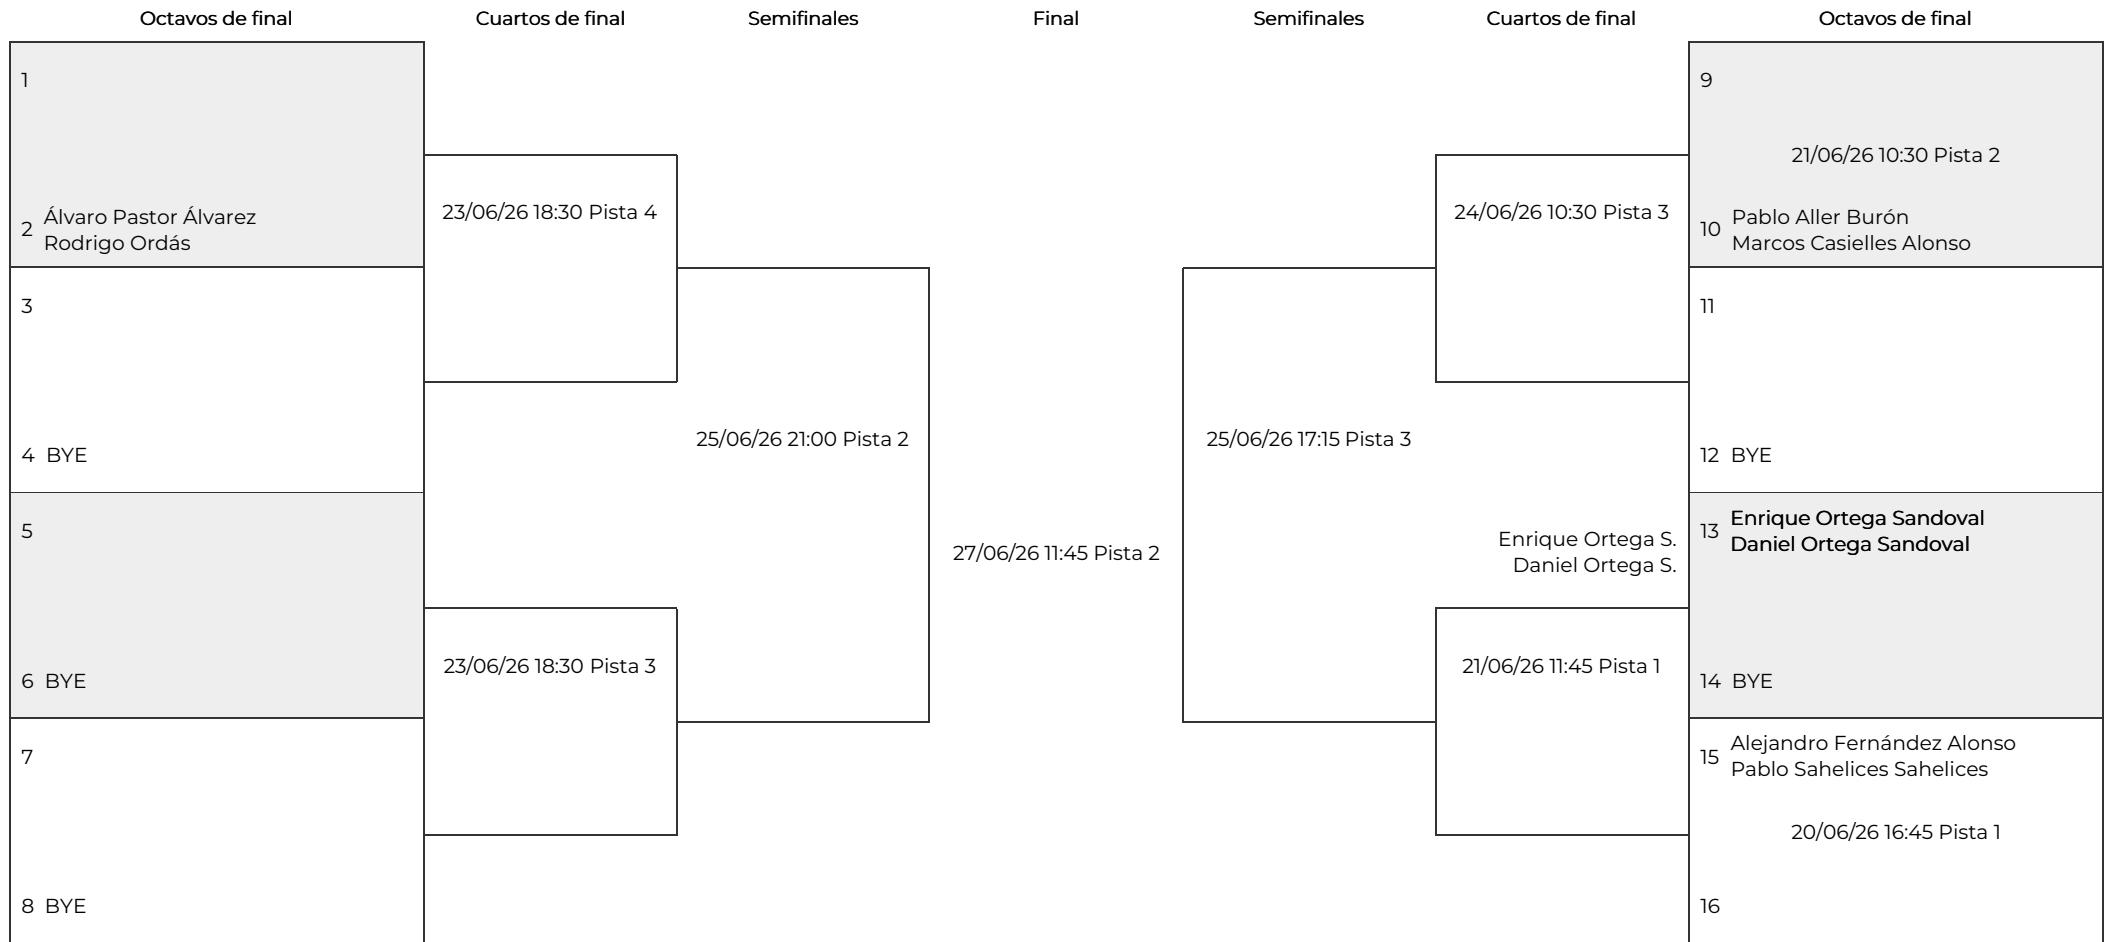 Octavos de final
Cuartos de final
Semifinales
Final
Semifinales
Cuartos de final
Octavos de final
1
2 Álvaro Pastor Álvarez
Rodrigo Ordás
3
4 BYE
5
6 BYE
7
8 BYE
23/06/26 18:30 Pista 4
23/06/26 18:30 Pista 3
25/06/26 21:00 Pista 2
27/06/26 11:45 Pista 2
25/06/26 17:15 Pista 3
24/06/26 10:30 Pista 3
Enrique Ortega S.
Daniel Ortega S.
21/06/26 11:45 Pista 1
9
21/06/26 10:30 Pista 2
10 Pablo Aller Burón
Marcos Casielles Alonso
11
12 BYE
13 Enrique Ortega Sandoval
Daniel Ortega Sandoval
14 BYE
15 Alejandro Fernández Alonso
Pablo Sahelices Sahelices
20/06/26 16:45 Pista 1
16